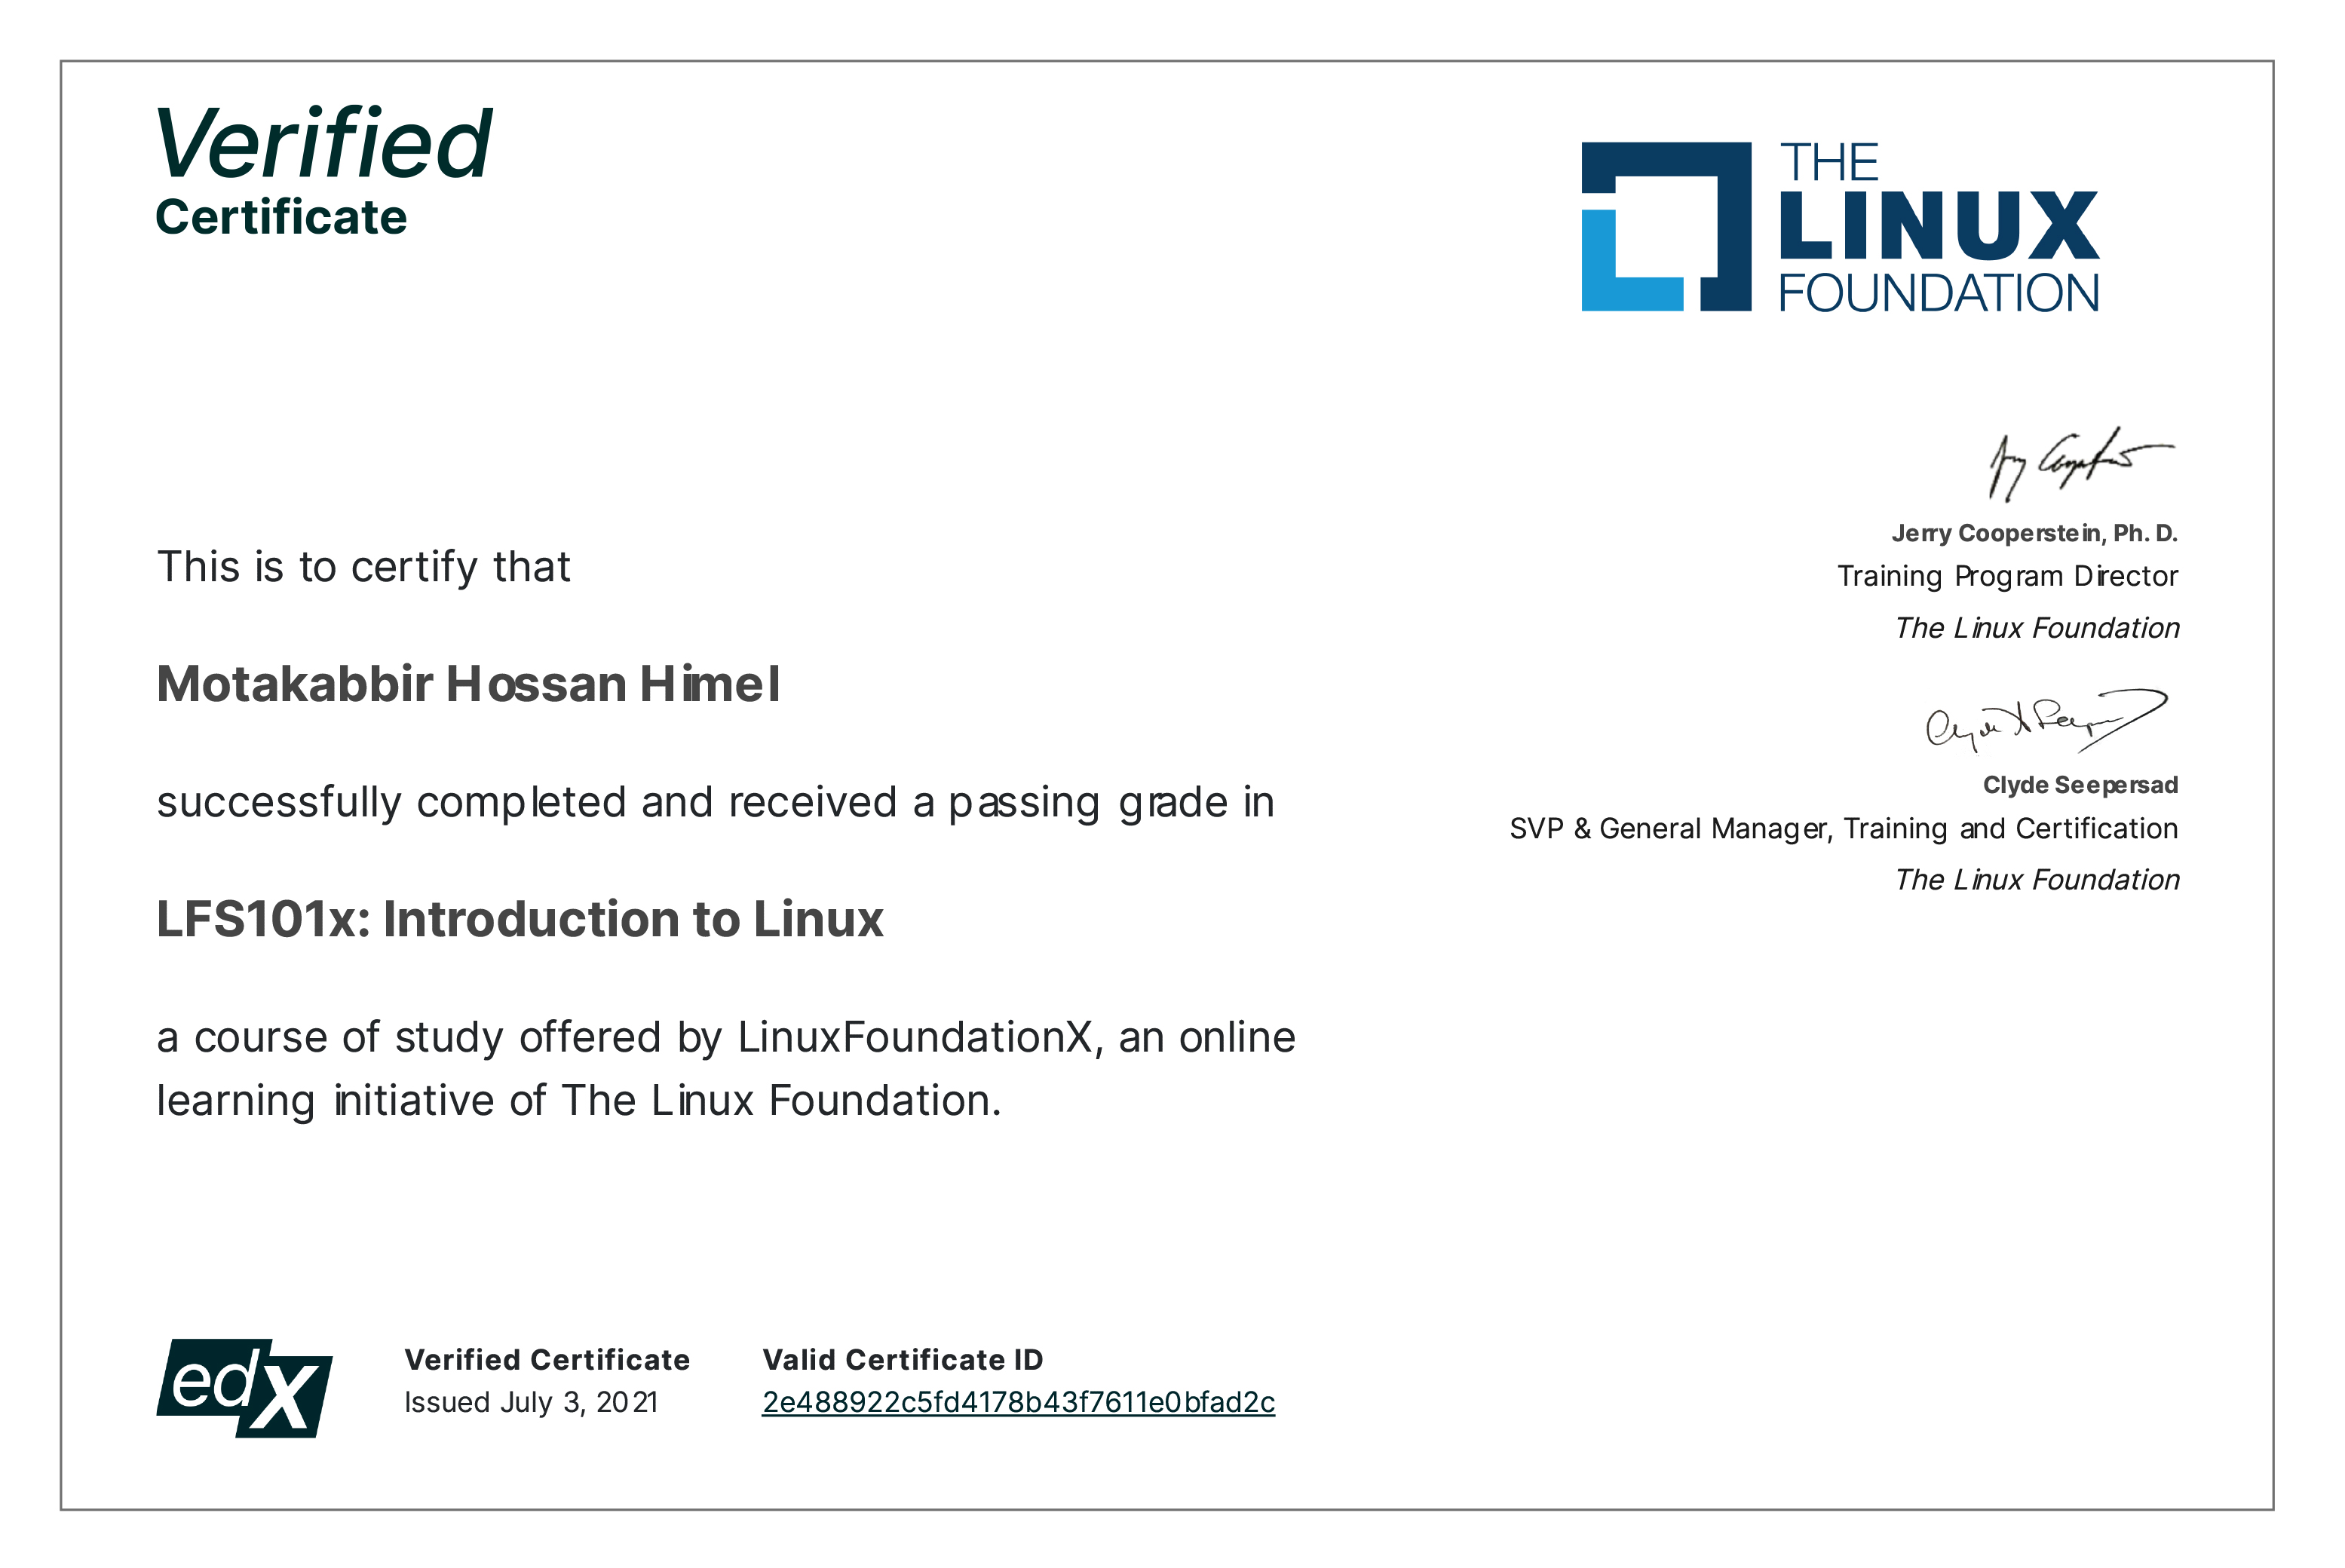 Verified
Certificate
THE
LINUX
FOUNDATION
This is to certify that
Motakabbir Hossan Himel
successfully completed and received a passing grade in
LFS101x: Introduction to Linux
a course of study offered by LinuxFoundationX, an online
learning initiative of The Linux Foundation.
Jerry Cooperstein, Ph. D.
Training Program Director
The Linux Foundation
Clyde Seepersad
SVP & General Manager, Training and Certification
The Linux Foundation
edX
Verified Certificate
Issued July 3, 2021
Valid Certificate ID
2e488922c5fd4178b43f7611e0bfad2c